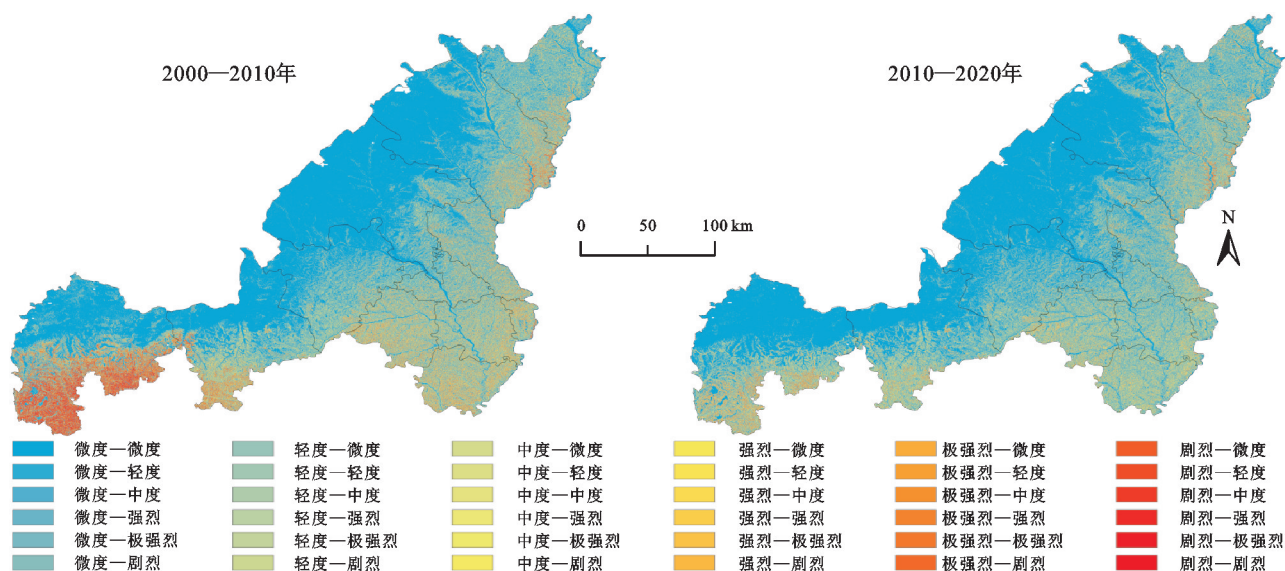 2000—2010年
2010—2020年
0 50 100 km
N
微度—微度 轻度—微度 中度—微度 强烈—微度 极强烈—微度 剧烈—微度
微度—轻度 轻度—轻度 中度—轻度 强烈—轻度 极强烈—轻度 剧烈—轻度
微度—中度 轻度—中度 中度—中度 强烈—中度 极强烈—中度 剧烈—中度
微度—强烈 轻度—强烈 中度—强烈 强烈—强烈 极强烈—强烈 剧烈—强烈
微度—极强烈 轻度—极强烈 中度—极强烈 强烈—极强烈 极强烈—极强烈 剧烈—极强烈
微度—剧烈 轻度—剧烈 中度—剧烈 强烈—剧烈 极强烈—剧烈 剧烈—剧烈